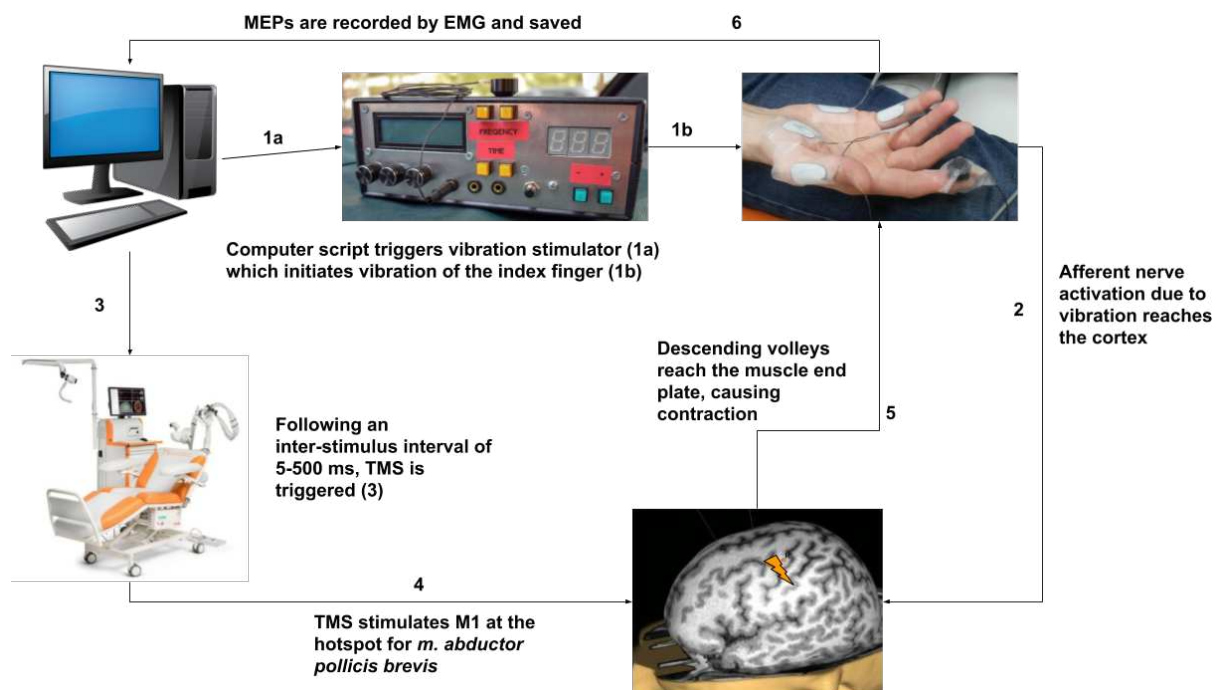 MEPs are recorded by EMG and saved
6
1a
FREQENCY
TIME
1b
Computer script triggers vibration stimulator (1a)
which initiates vibration of the index finger (1b)
3
2
Afferent nerve
activation due to
vibration reaches
the cortex
Descending volleys
reach the muscle end
plate, causing
contraction
5
Following an
inter-stimulus interval of
5-500 ms, TMS is
triggered (3)
4
TMS stimulates M1 at the
hotspot for m. abductor
pollicis brevis